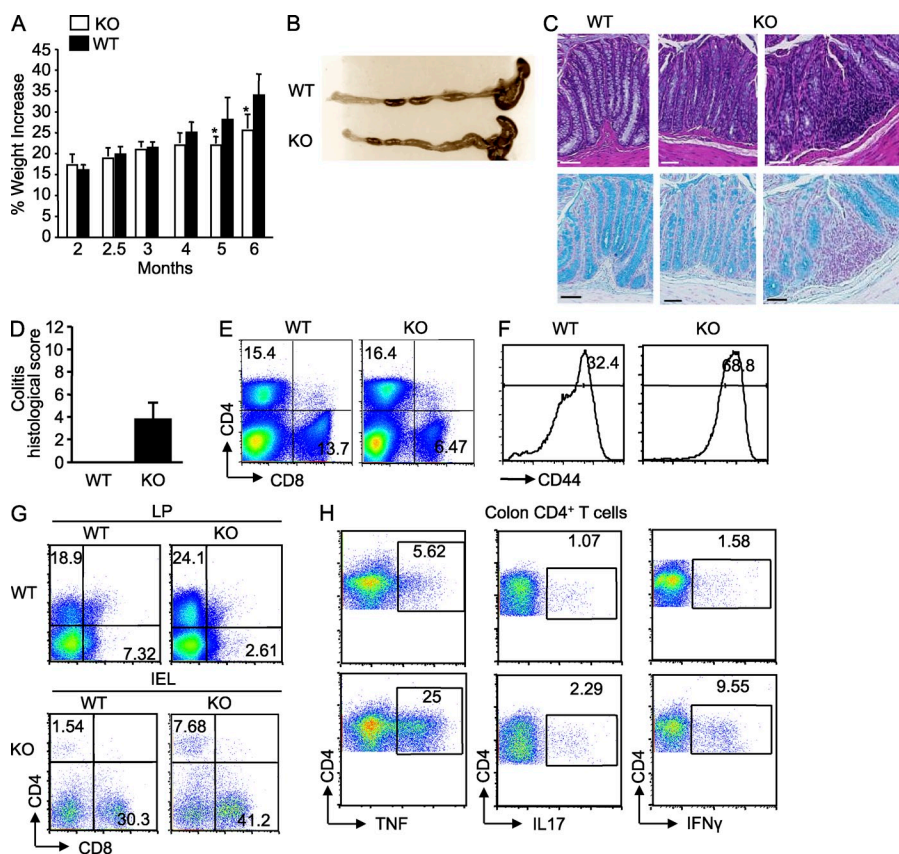 A
KO
WT
% Weight Increase
45
40
35
30
25
20
15
10
5
0
* *
2 2.5 3 4 5 6
Months
B
WT
KO
C
WT KO
D
Colitis
histological score
12
10
8
6
4
2
0
WT KO
E
WT KO
15.4 16.4
13.7 6.47
CD4
CD8
F
WT KO
32.4 68.8
CD44
G
LP
WT KO
WT
18.9 24.1
7.32 2.61
IEL
WT KO
KO
1.54 7.68
30.3 41.2
CD4
CD8
H
Colon CD4⁺ T cells
5.62 1.07 1.58
25 2.29 9.55
CD4 CD4 CD4
TNF IL17 IFNγ